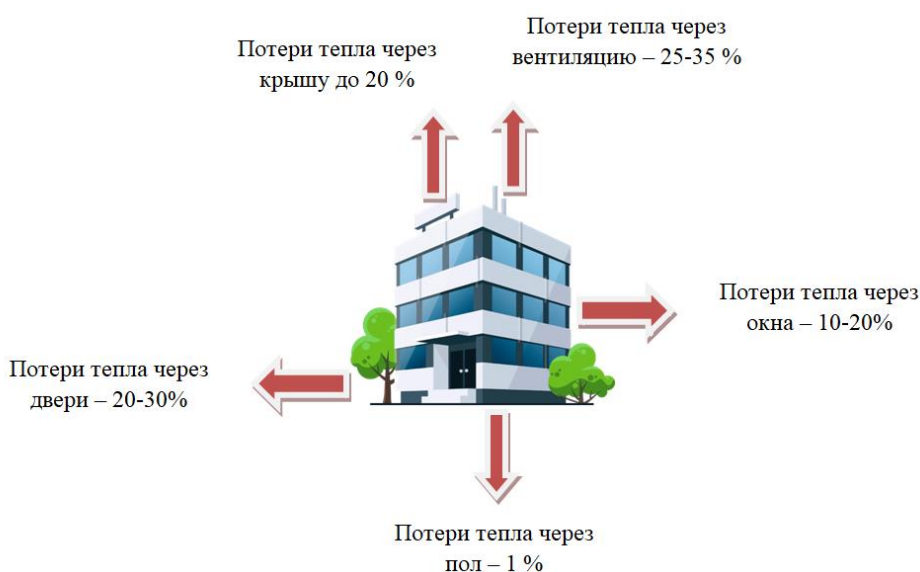 Потери тепла через
крышу до 20 %
Потери тепла через
вентиляцию – 25-35 %
Потери тепла через
окна – 10-20%
Потери тепла через
двери – 20-30%
Потери тепла через
пол – 1 %